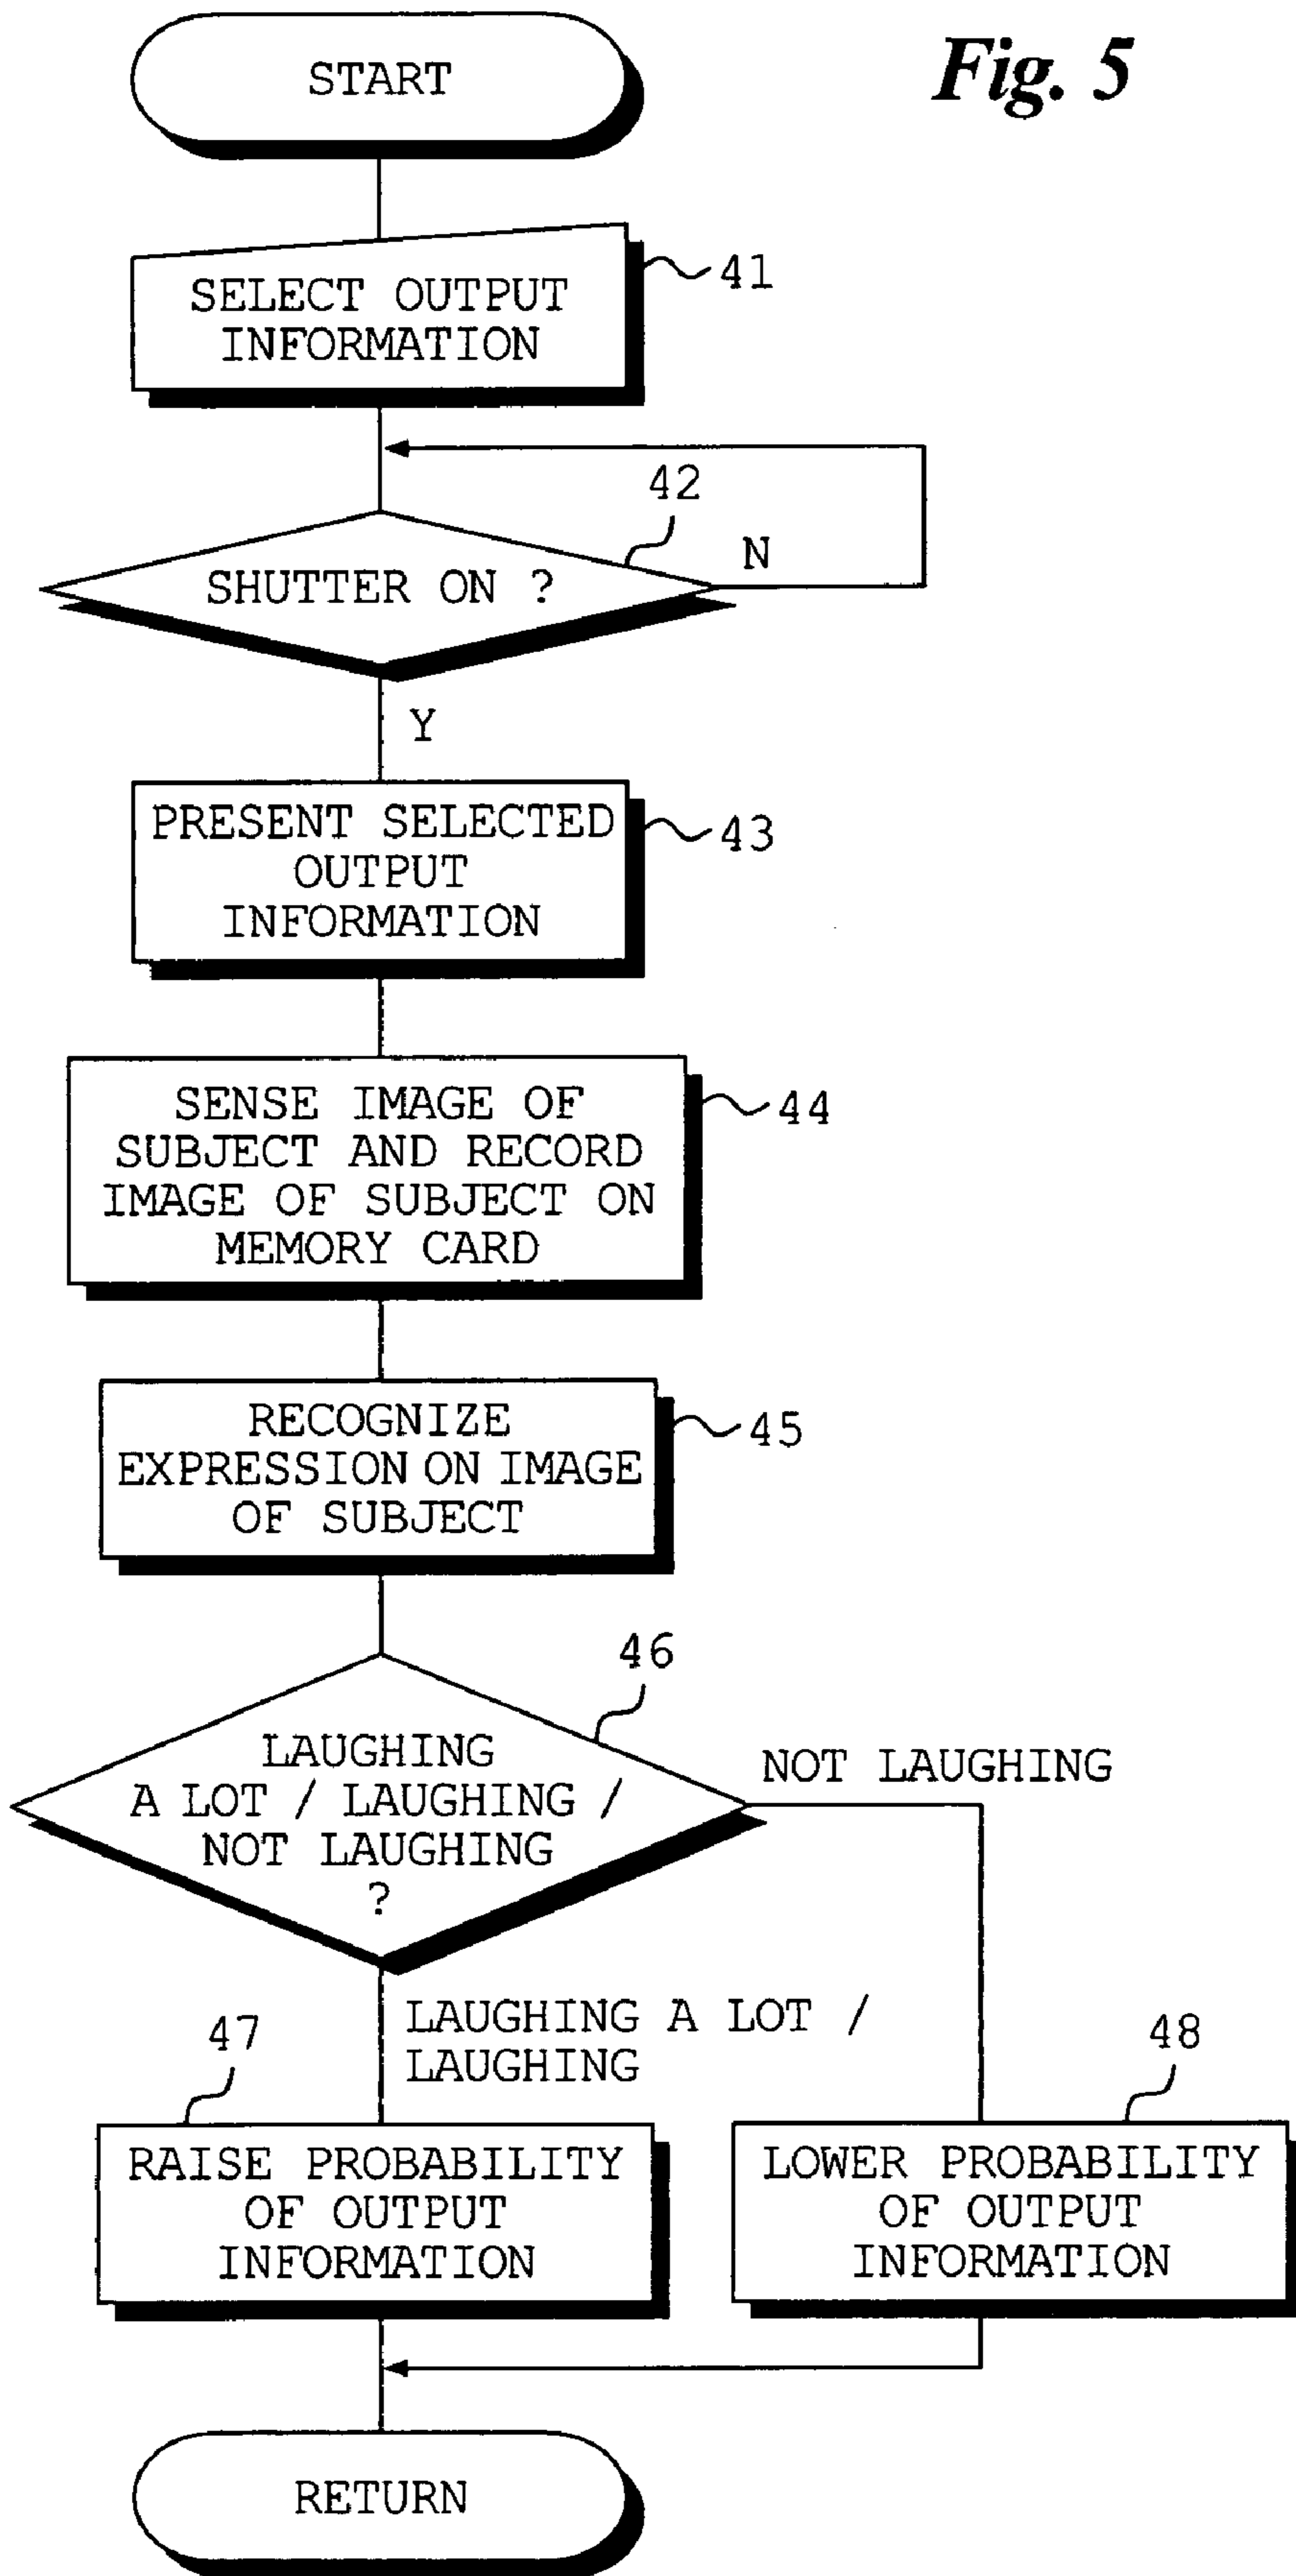 Fig. 5
START
SELECT OUTPUT
INFORMATION
41
42
SHUTTER ON ?
N
Y
PRESENT SELECTED
OUTPUT
INFORMATION
43
SENSE IMAGE OF
SUBJECT AND RECORD
IMAGE OF SUBJECT ON
MEMORY CARD
44
RECOGNIZE
EXPRESSION ON IMAGE
OF SUBJECT
45
46
LAUGHING
A LOT / LAUGHING /
NOT LAUGHING
?
NOT LAUGHING
LAUGHING A LOT /
LAUGHING
47
RAISE PROBABILITY
OF OUTPUT
INFORMATION
48
LOWER PROBABILITY
OF OUTPUT
INFORMATION
RETURN